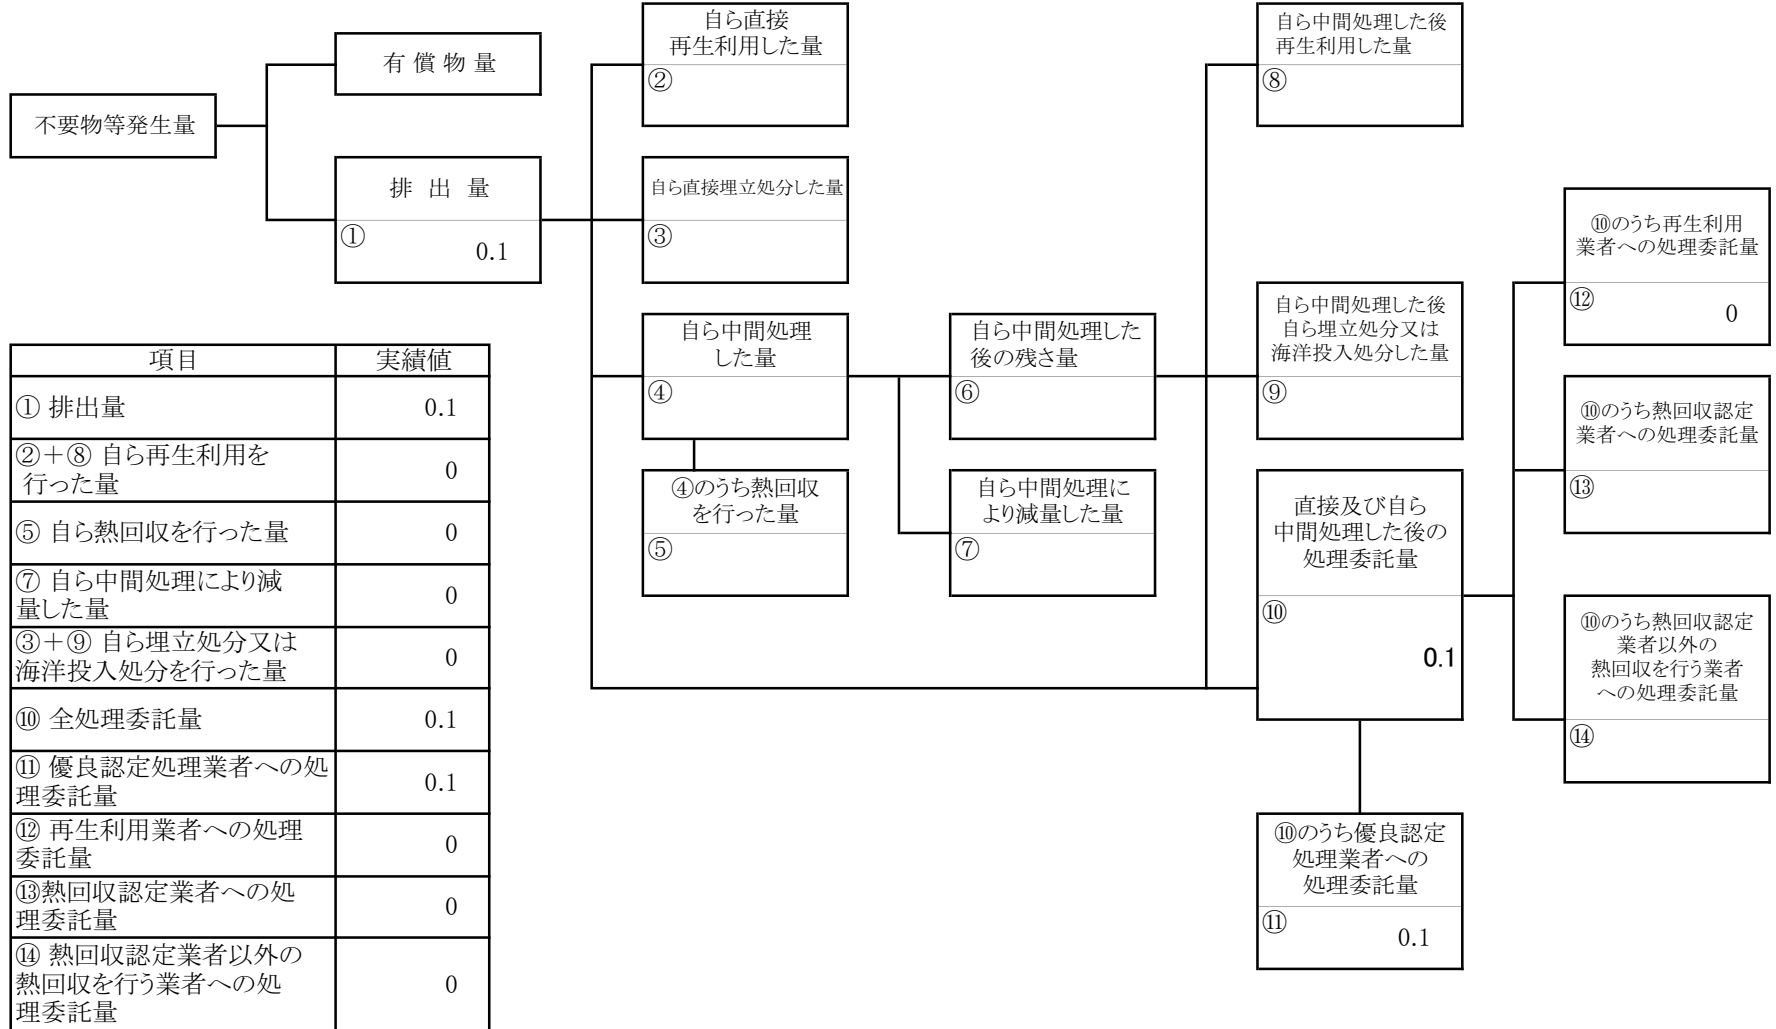 不要物等発生量
有 償 物 量
排 出 量
①
0.1
自ら直接
再生利用した量
②
自ら直接埋立処分した量
③
自ら中間処理
した量
④
④のうち熱回収
を行った量
⑤
自ら中間処理した
後の残さ量
⑥
自ら中間処理に
より減量した量
⑦
自ら中間処理した後
再生利用した量
⑧
自ら中間処理した後
自ら埋立処分又は
海洋投入処分した量
⑨
直接及び自ら
中間処理した後の
処理委託量
⑩
0.1
⑩のうち優良認定
処理業者への
処理委託量
⑪
0.1
⑩のうち再生利用
業者への処理委託量
⑫
0
⑩のうち熱回収認定
業者への処理委託量
⑬
⑩のうち熱回収認定
業者以外の
熱回収を行う業者
への処理委託量
⑭
項目 実績値
① 排出量 0.1
②+⑧ 自ら再生利用を
行った量 0
⑤ 自ら熱回収を行った量 0
⑦ 自ら中間処理により減
量した量 0
③+⑨ 自ら埋立処分又は
海洋投入処分を行った量 0
⑩ 全処理委託量 0.1
⑪ 優良認定処理業者への処
理委託量 0.1
⑫ 再生利用業者への処理
委託量 0
⑬熱回収認定業者への処
理委託量 0
⑭ 熱回収認定業者以外の
熱回収を行う業者への処
理委託量 0